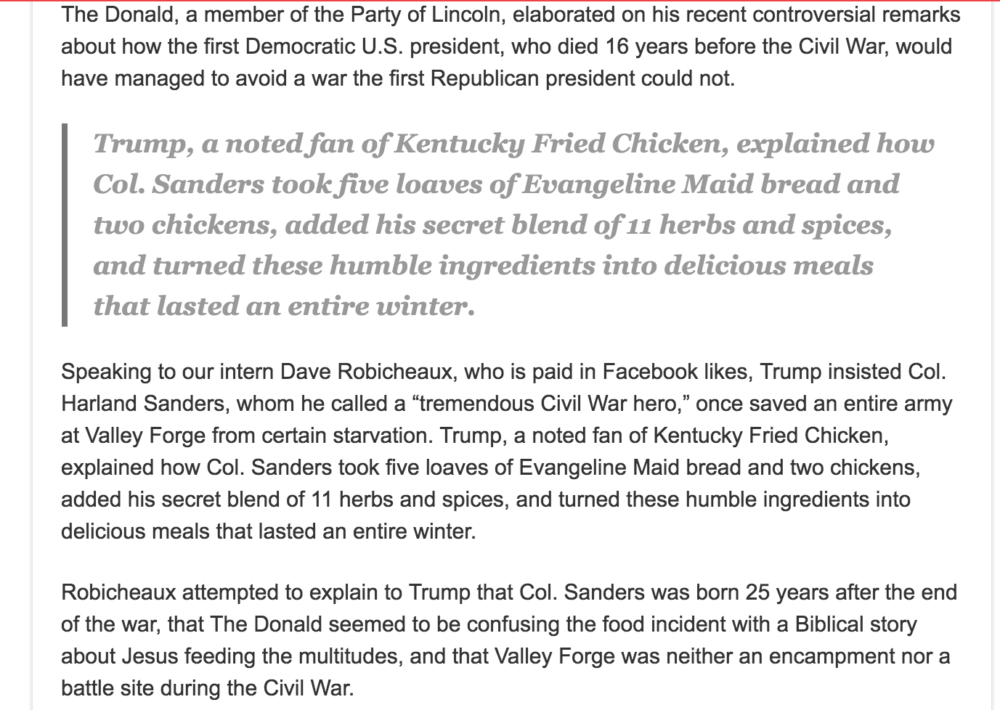 The Donald, a member of the Party of Lincoln, elaborated on his recent controversial remarks
about how the first Democratic U.S. president, who died 16 years before the Civil War, would
have managed to avoid a war the first Republican president could not.
Trump, a noted fan of Kentucky Fried Chicken, explained how
Col. Sanders took five loaves of Evangeline Maid bread and
two chickens, added his secret blend of 11 herbs and spices,
and turned these humble ingredients into delicious meals
that lasted an entire winter.
Speaking to our intern Dave Robicheaux, who is paid in Facebook likes, Trump insisted Col.
Harland Sanders, whom he called a “tremendous Civil War hero,” once saved an entire army
at Valley Forge from certain starvation. Trump, a noted fan of Kentucky Fried Chicken,
explained how Col. Sanders took five loaves of Evangeline Maid bread and two chickens,
added his secret blend of 11 herbs and spices, and turned these humble ingredients into
delicious meals that lasted an entire winter.
Robicheaux attempted to explain to Trump that Col. Sanders was born 25 years after the end
of the war, that The Donald seemed to be confusing the food incident with a Biblical story
about Jesus feeding the multitudes, and that Valley Forge was neither an encampment nor a
battle site during the Civil War.